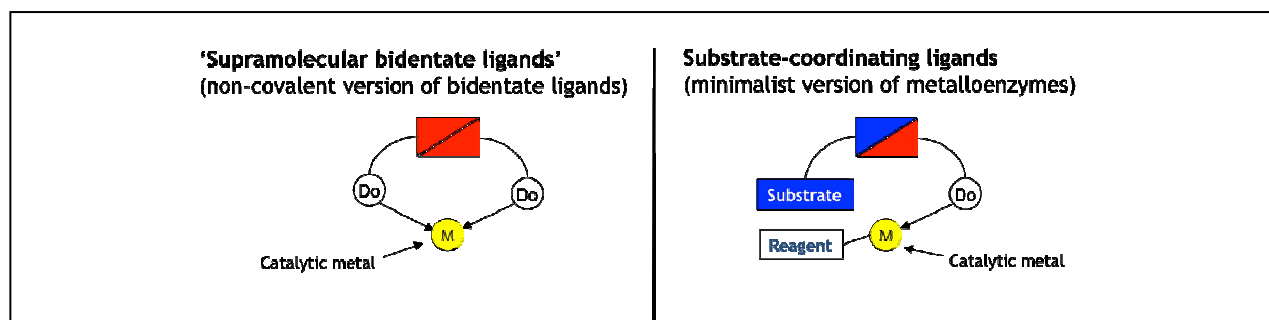 'Supramolecular bidentate ligands'
(non-covalent version of bidentate ligands)
Do
Do
M
Catalytic metal
Substrate-coordinating ligands
(minimalist version of metalloenzymes)
Substrate
Do
Reagent
M
Catalytic metal